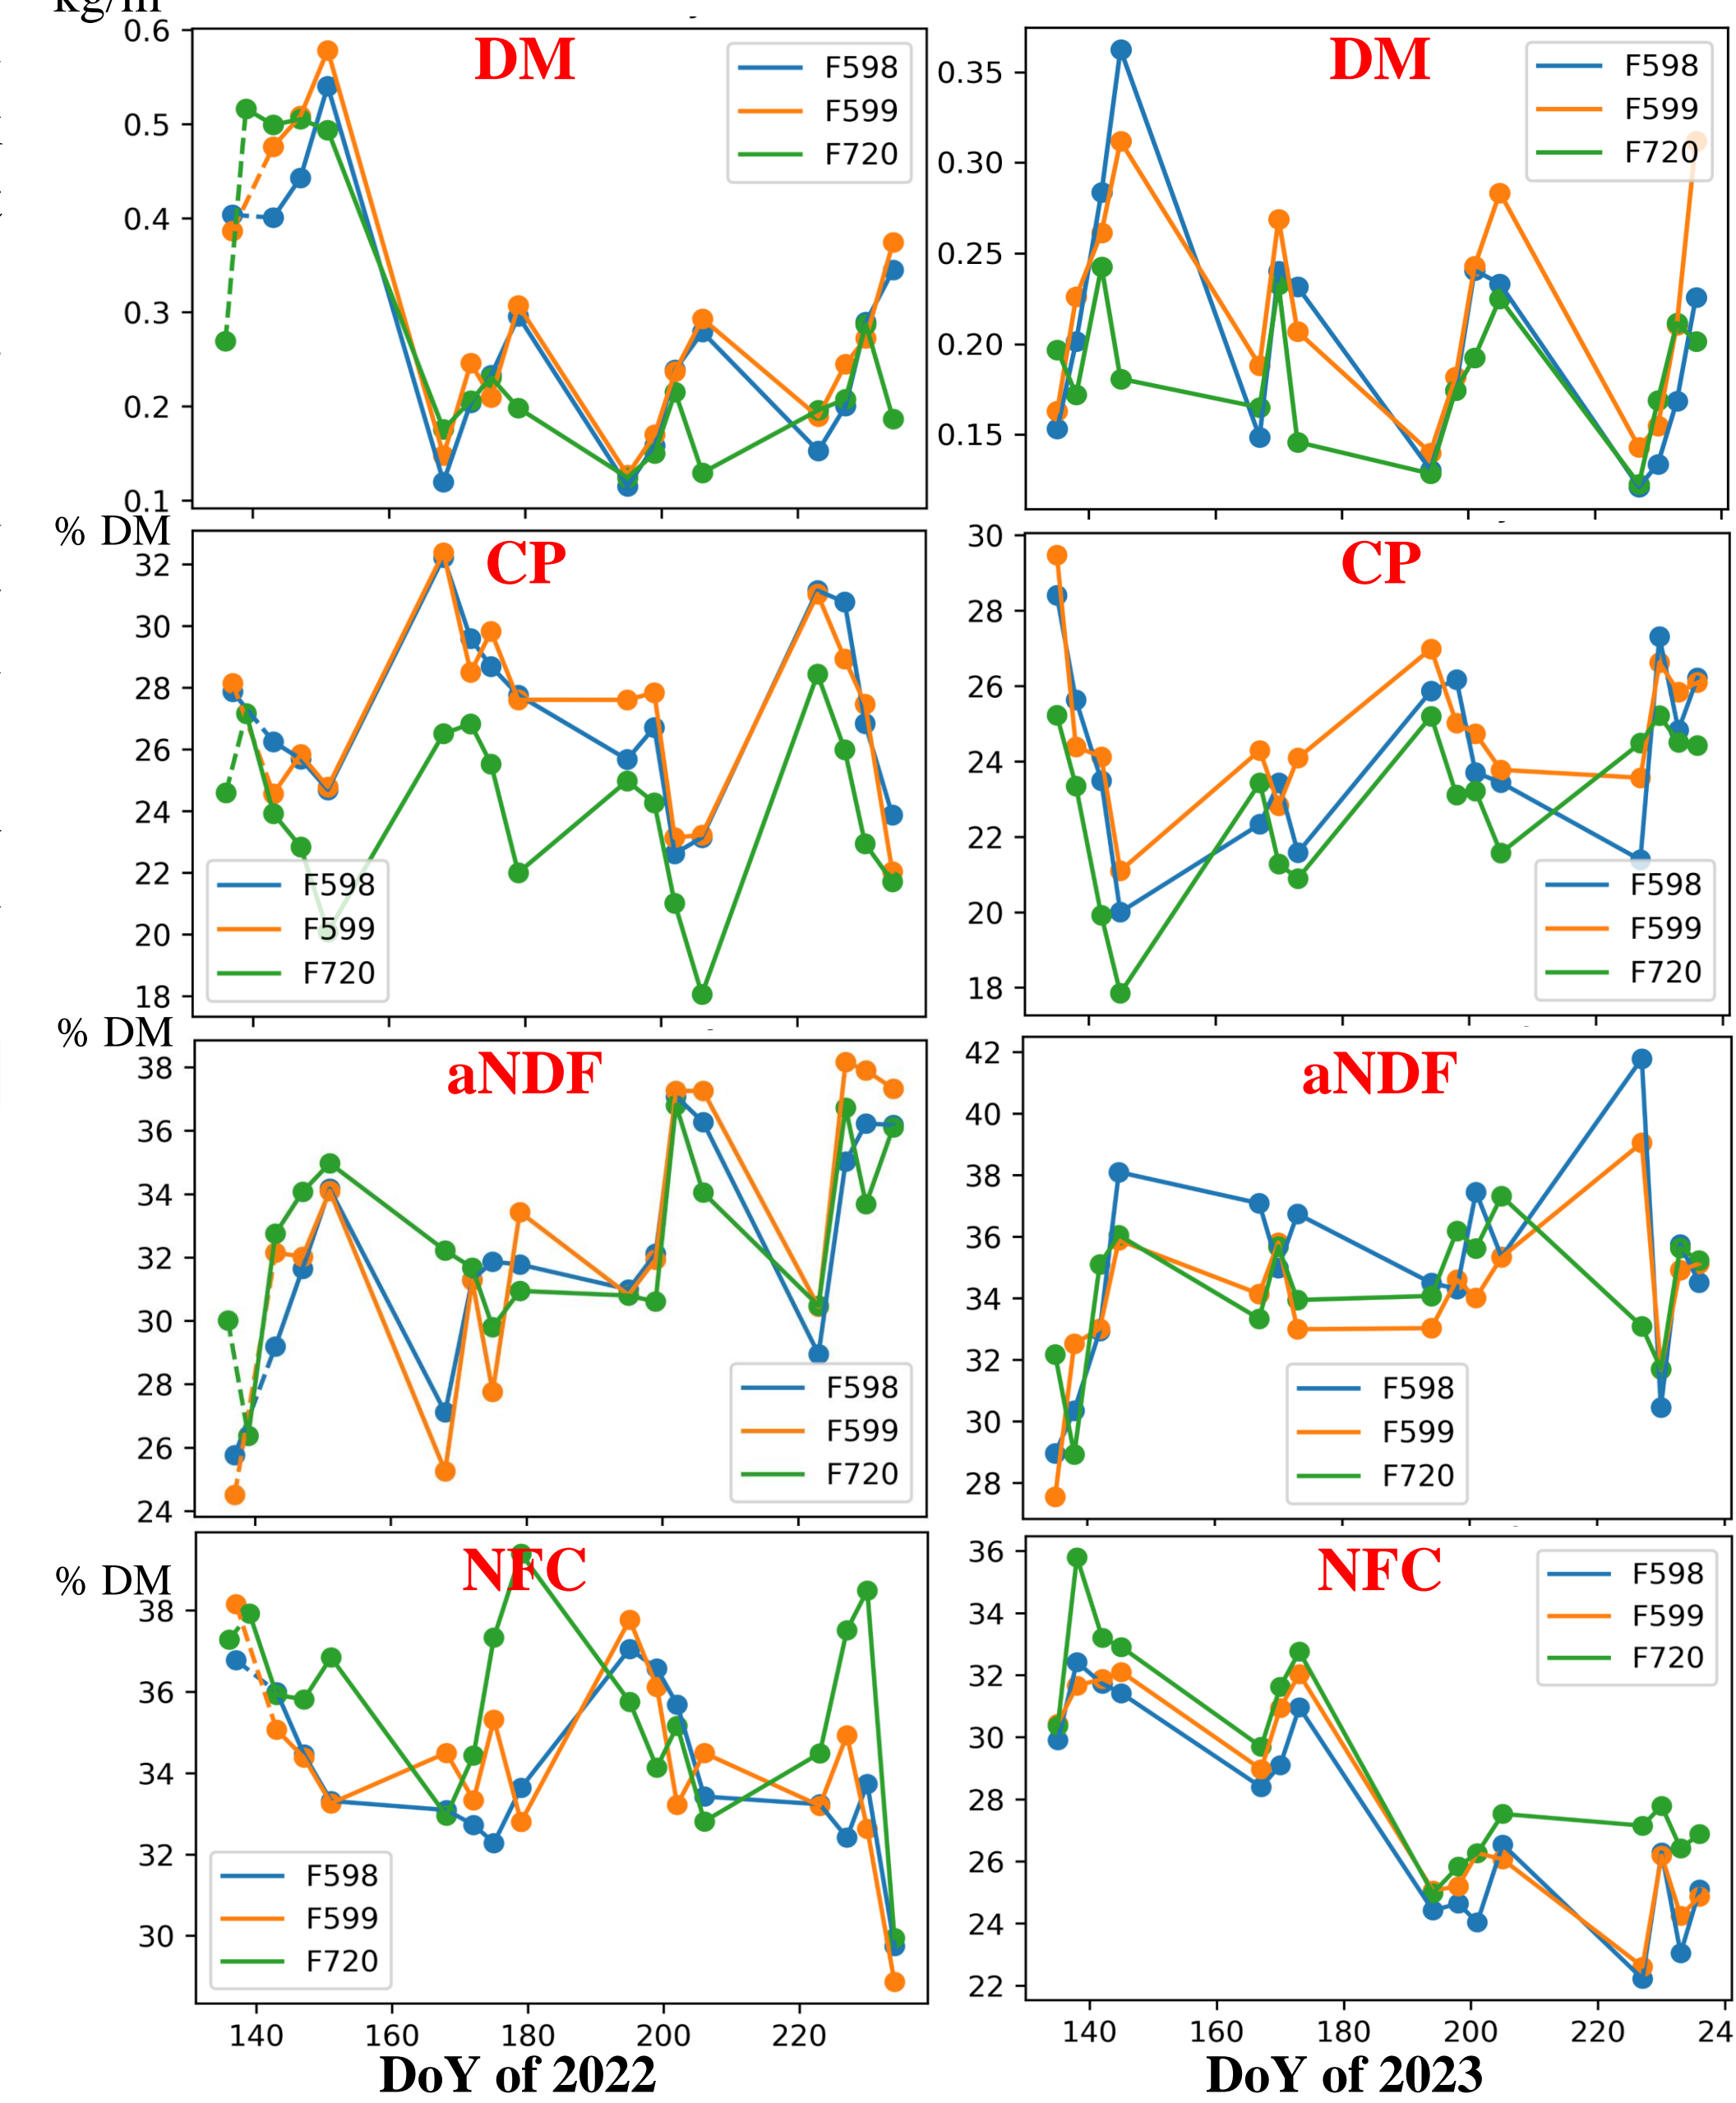 kg/m
DM
0.6
0.5
0.4
0.3
0.2
0.1
F598
F599
F720
DM
0.35
0.30
0.25
0.20
0.15
F598
F599
F720
% DM
CP
32
30
28
26
24
22
20
18
F598
F599
F720
CP
30
28
26
24
22
20
18
F598
F599
F720
% DM
aNDF
38
36
34
32
30
28
26
24
F598
F599
F720
aNDF
42
40
38
36
34
32
30
28
F598
F599
F720
% DM
NFC
38
36
34
32
30
F598
F599
F720
140 160 180 200 220
DoY of 2022
NFC
36
34
32
30
28
26
24
22
F598
F599
F720
140 160 180 200 220 24
DoY of 2023